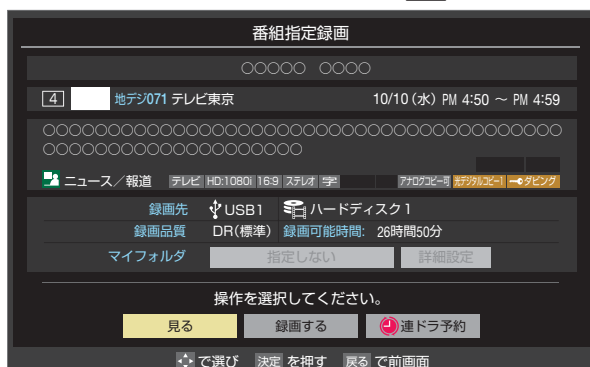 番組指定録画
○○○○○ ○○○○
4 地デジ071 テレビ東京 10/10(水) PM 4:50 ～ PM 4:59
○○○○○○○○○○○○○○○○○○○○○○○○○○○○○○○○○○○○○○○○
○○○○○○○○○○○○○○○○○○○○
ニュース／報道 テレビ HD:1080i 16:9 ステレオ 字 アナログコピー可 光デジタルコピー1 ダビング
録画先 USB1 ハードディスク1
録画品質 DR(標準) 録画可能時間: 26時間50分
マイフォルダ 指定しない 詳細設定
操作を選択してください。
見る 録画する 連ドラ予約
で選び 決定 を押す 戻る で前画面